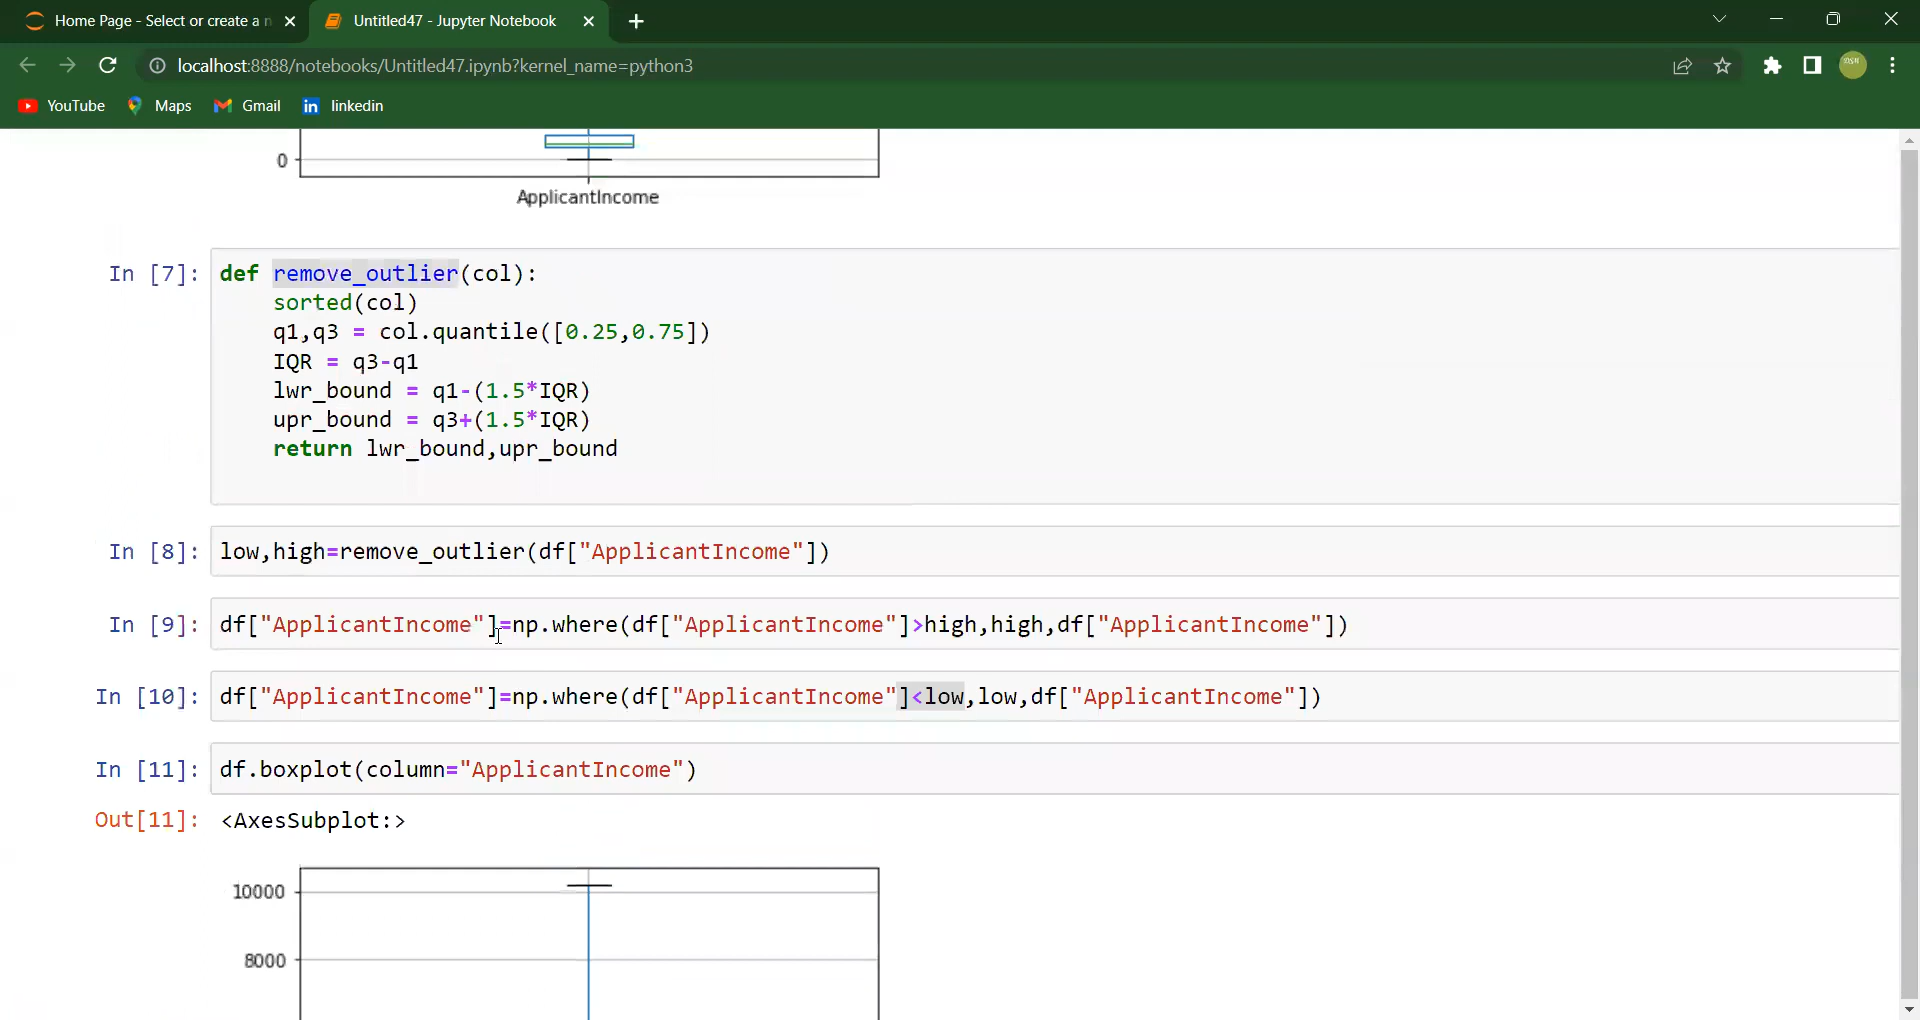 Home Page - Select or create a n
Untitled47 - Jupyter Notebook
localhost:8888/notebooks/Untitled47.ipynb?kernel_name=python3
YouTube Maps Gmail in linkedin
0
ApplicantIncome
In [7]: def remove_outlier(col):
sorted(col)
q1,q3 = col.quantile([0.25,0.75])
IQR = q3-q1
lwr_bound = q1-(1.5*IQR)
upr_bound = q3+(1.5*IQR)
return lwr_bound,upr_bound
In [8]: low,high=remove_outlier(df["ApplicantIncome"])
In [9]: df["ApplicantIncome"]=np.where(df["ApplicantIncome"]>high,high,df["ApplicantIncome"])
In [10]: df["ApplicantIncome"]=np.where(df["ApplicantIncome"]<low,low,df["ApplicantIncome"])
In [11]: df.boxplot(column="ApplicantIncome")
Out[11]: <AxesSubplot:>
10000
8000